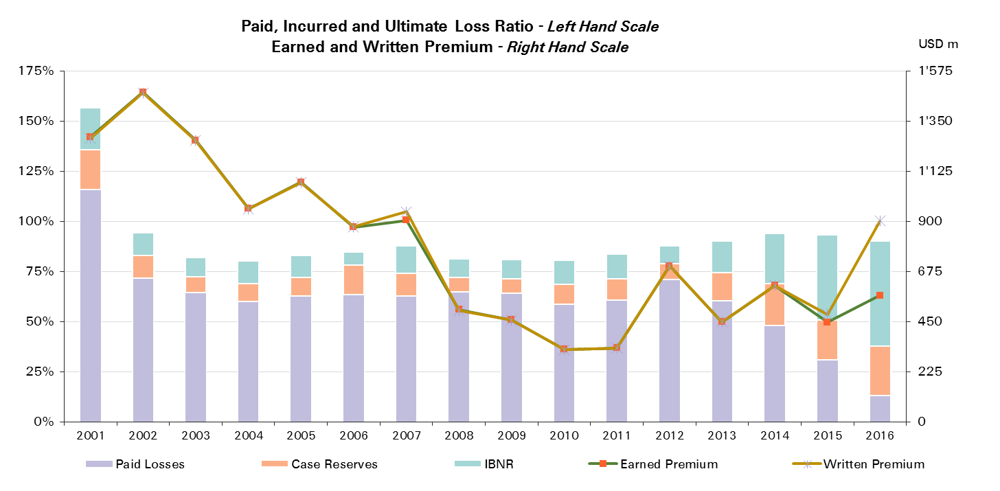 Paid, Incurred and Ultimate Loss Ratio - Left Hand Scale
Earned and Written Premium - Right Hand Scale
USD m
175% 1'575
150% 1'350
125% 1'125
100% 900
75% 675
50% 450
25% 225
0% 0
2001 2002 2003 2004 2005 2006 2007 2008 2009 2010 2011 2012 2013 2014 2015 2016
Paid Losses Case Reserves IBNR Earned Premium Written Premium